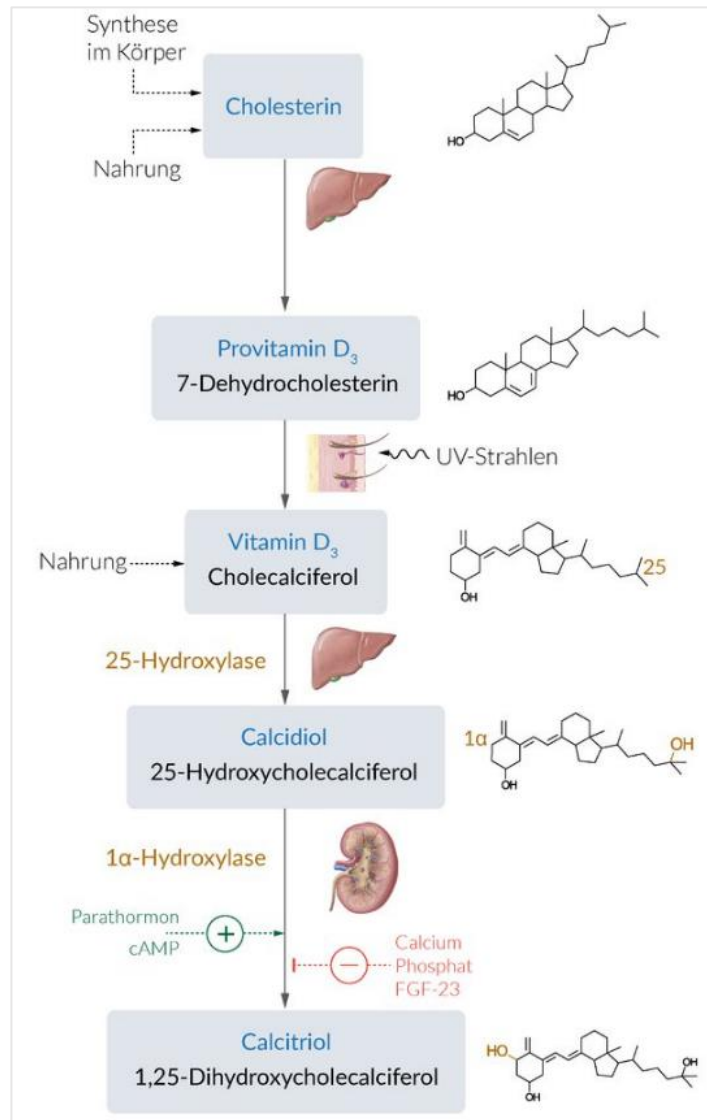 Synthese
im Körper
Cholesterin
HO
Nahrung
Provitamin D₃
7-Dehydrocholesterin
HO
UV-Strahlen
Nahrung
Vitamin D₃
Cholecalciferol
25
OH
25-Hydroxylase
Calcidiol
25-Hydroxycholecalciferol
1α
OH
OH
1α-Hydroxylase
Parathormon
cAMP
+
−
Calcium
Phosphat
FGF-23
Calcitriol
1,25-Dihydroxycholecalciferol
HO
OH
OH